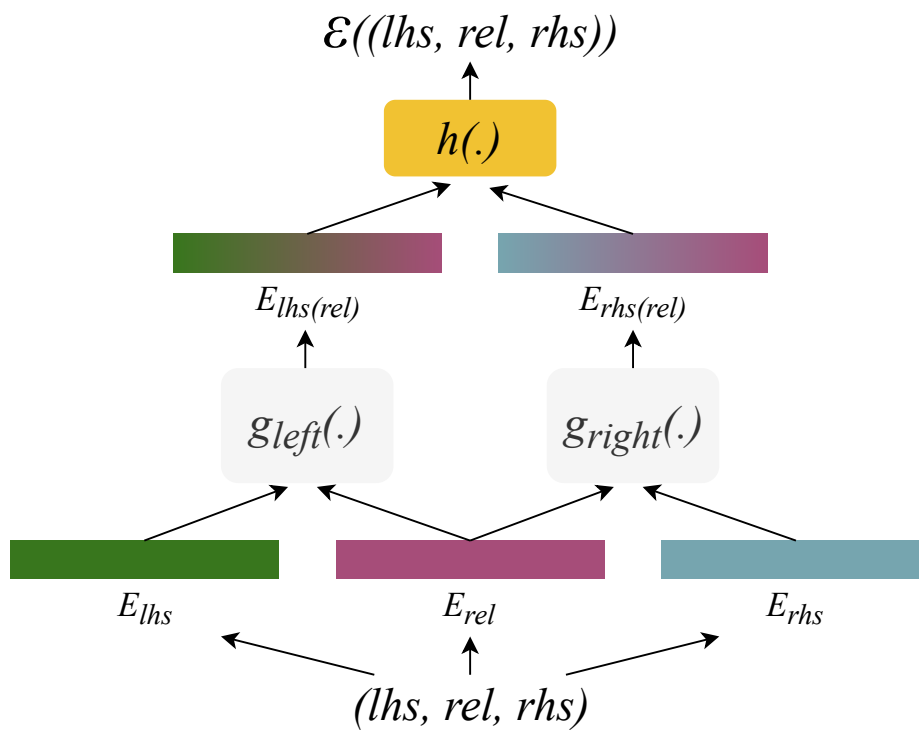 ε((lhs, rel, rhs))
h(.)
E_lhs(rel) E_rhs(rel)
g_left(.) g_right(.)
E_lhs E_rel E_rhs
(lhs, rel, rhs)